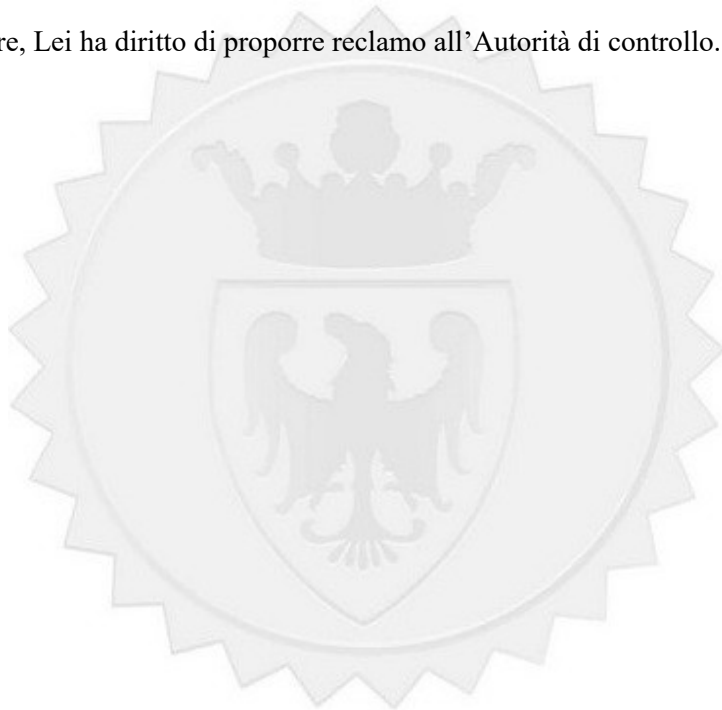 re, Lei ha diritto di proporre reclamo all’Autorità di controllo.